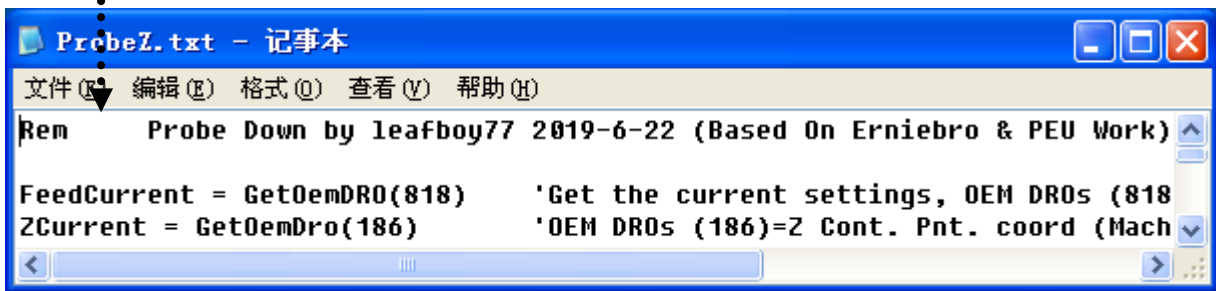 ProbeZ.txt - 记事本
文件(F) 编辑(E) 格式(O) 查看(V) 帮助(H)
Rem     Probe Down by leafboy77 2019-6-22 (Based On Erniebro & PEU Work)
FeedCurrent = GetOemDRO(818)     'Get the current settings, OEM DROs (818
ZCurrent = GetOemDro(186)        'OEM DROs (186)=Z Cont. Pnt. coord (Mach